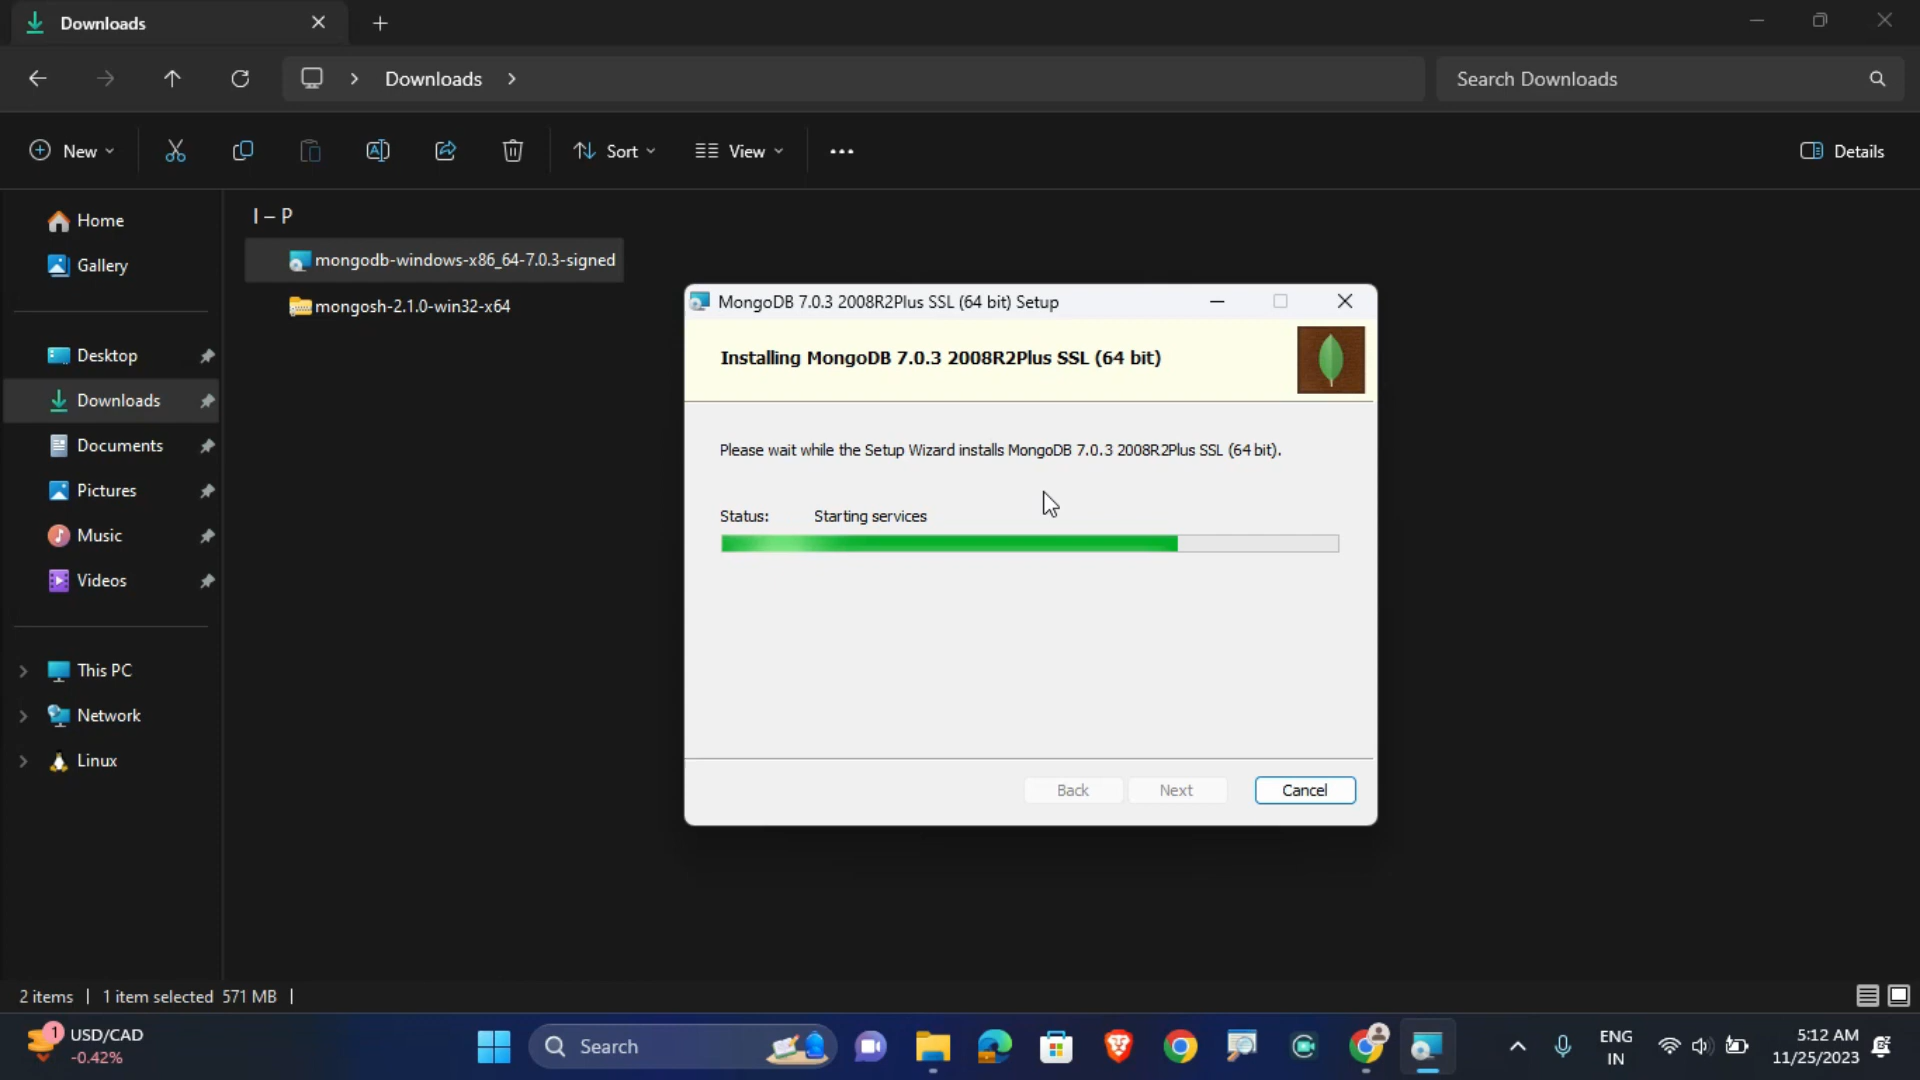 Downloads
Downloads
Search Downloads
New
Sort
View
Details
Home
Gallery
Desktop
Downloads
Documents
Pictures
Music
Videos
This PC
Network
Linux
I – P
mongodb-windows-x86_64-7.0.3-signed
mongosh-2.1.0-win32-x64
MongoDB 7.0.3 2008R2Plus SSL (64 bit) Setup
Installing MongoDB 7.0.3 2008R2Plus SSL (64 bit)
Please wait while the Setup Wizard installs MongoDB 7.0.3 2008R2Plus SSL (64 bit).
Status: Starting services
Back Next Cancel
2 items 1 item selected 571 MB
1
USD/CAD
-0.42%
Search
ENG
IN
5:12 AM
11/25/2023